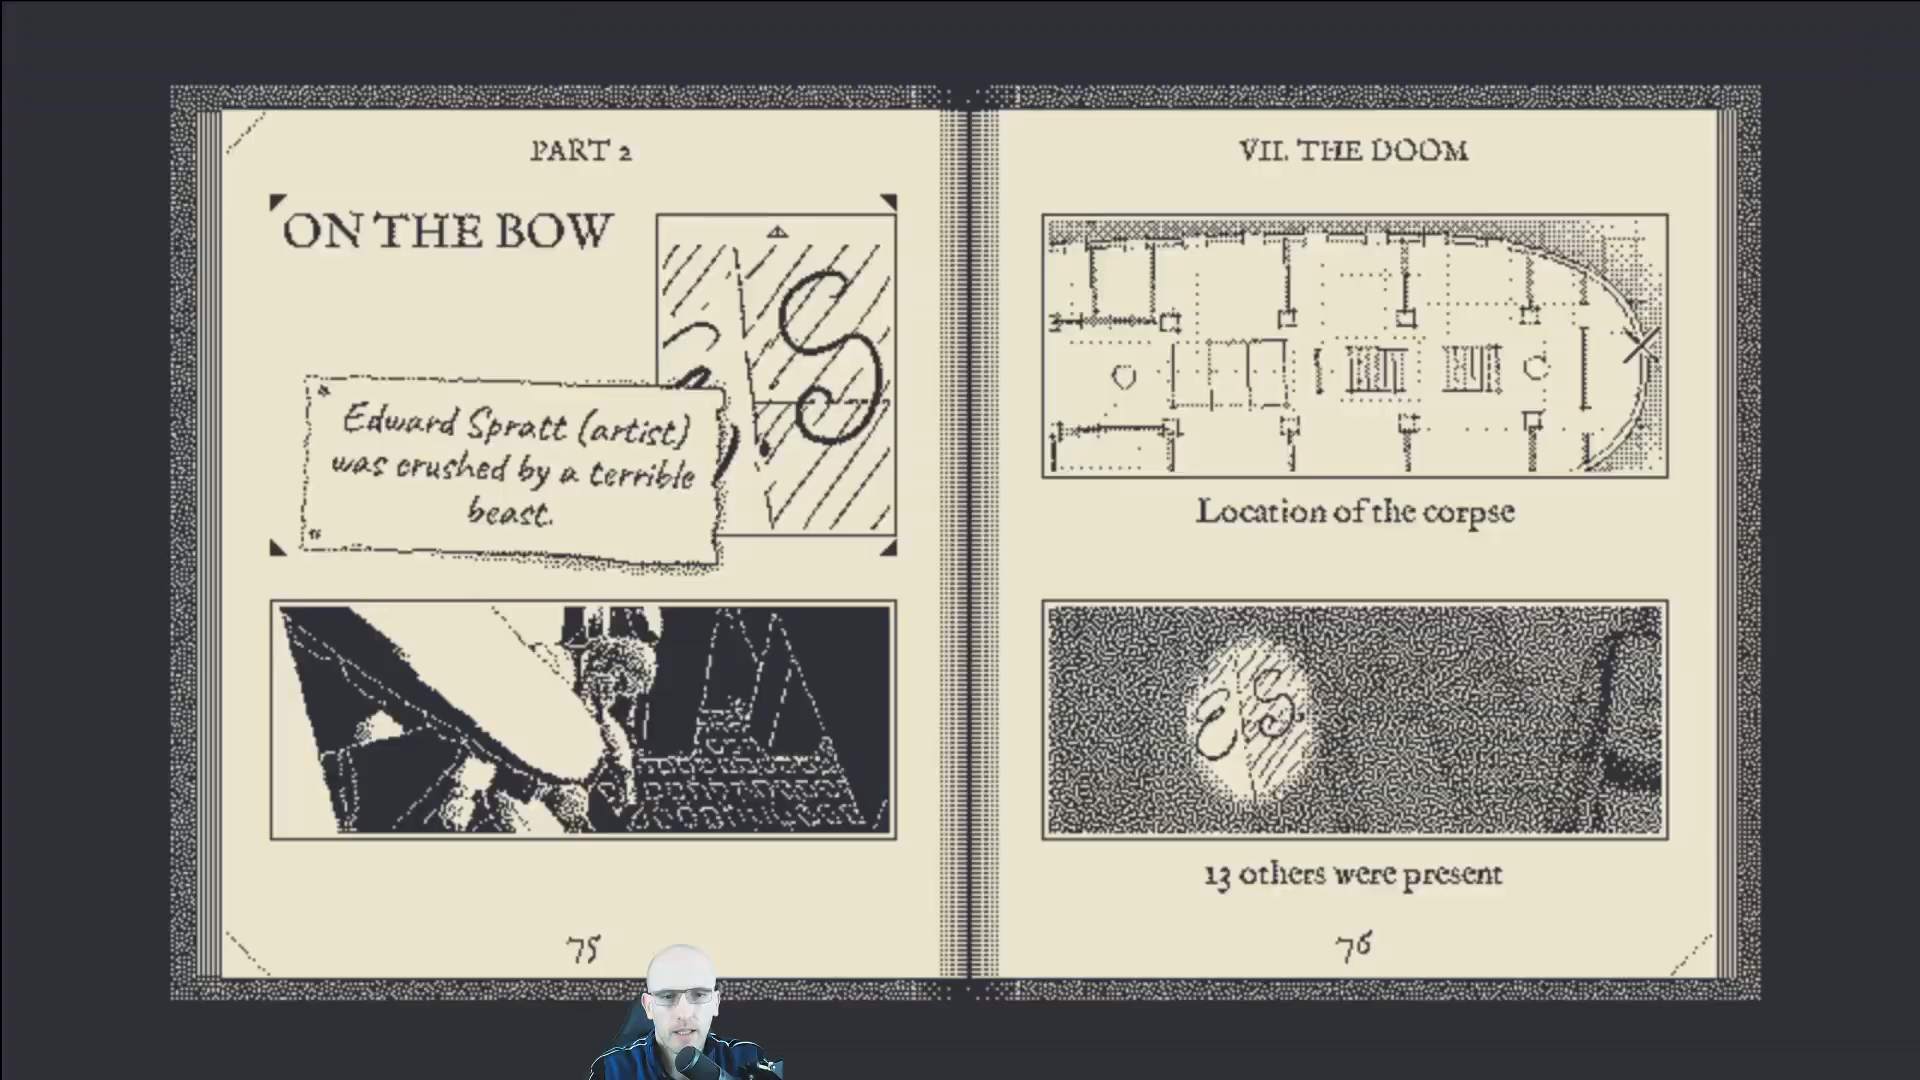 PART 2
ON THE BOW
S
Edward Spratt (artist)
was crushed by a terrible
beast.
75
VII. THE DOOM
Location of the corpse
E S
13 others were present
76